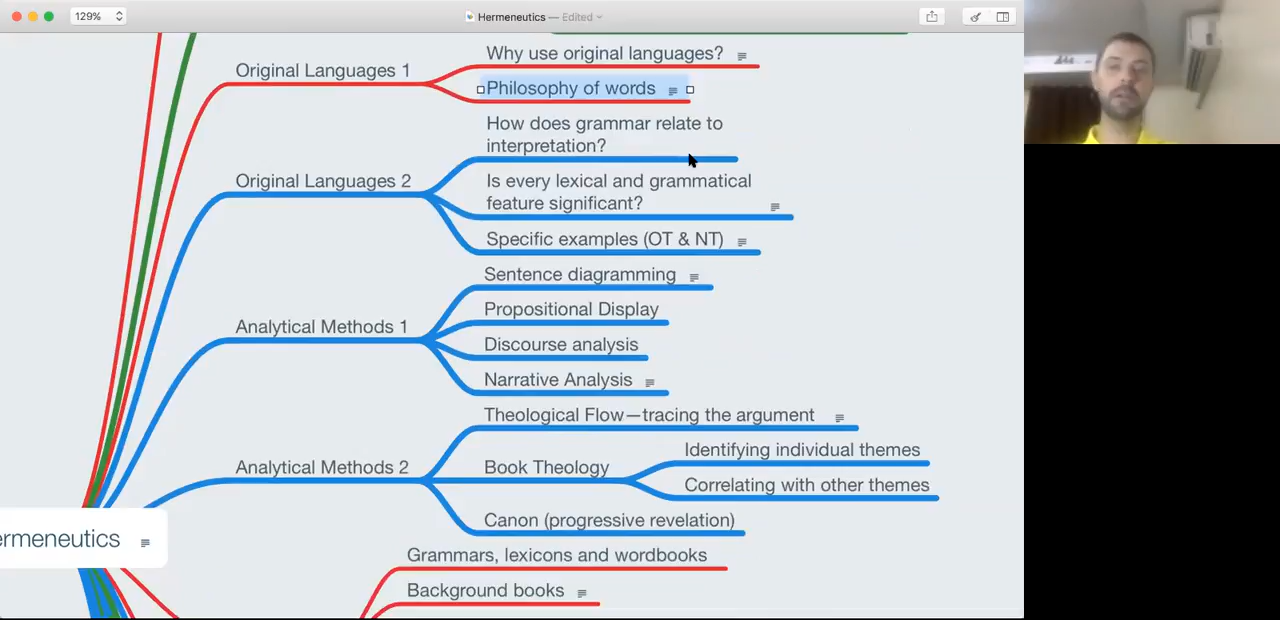 129%
Hermeneutics — Edited
Why use original languages?
Original Languages 1
Philosophy of words
How does grammar relate to
interpretation?
Original Languages 2
Is every lexical and grammatical
feature significant?
Specific examples (OT & NT)
Sentence diagramming
Propositional Display
Analytical Methods 1
Discourse analysis
Narrative Analysis
Theological Flow—tracing the argument
Identifying individual themes
Analytical Methods 2
Book Theology
Correlating with other themes
Canon (progressive revelation)
ermeneutics
Grammars, lexicons and wordbooks
Background books